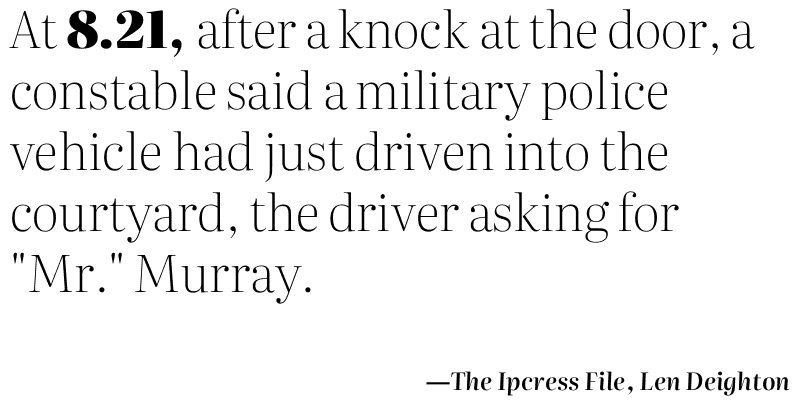 At 8.21, after a knock at the door, a
constable said a military police
vehicle had just driven into the
courtyard, the driver asking for
"Mr." Murray.
—The Ipcress File, Len Deighton